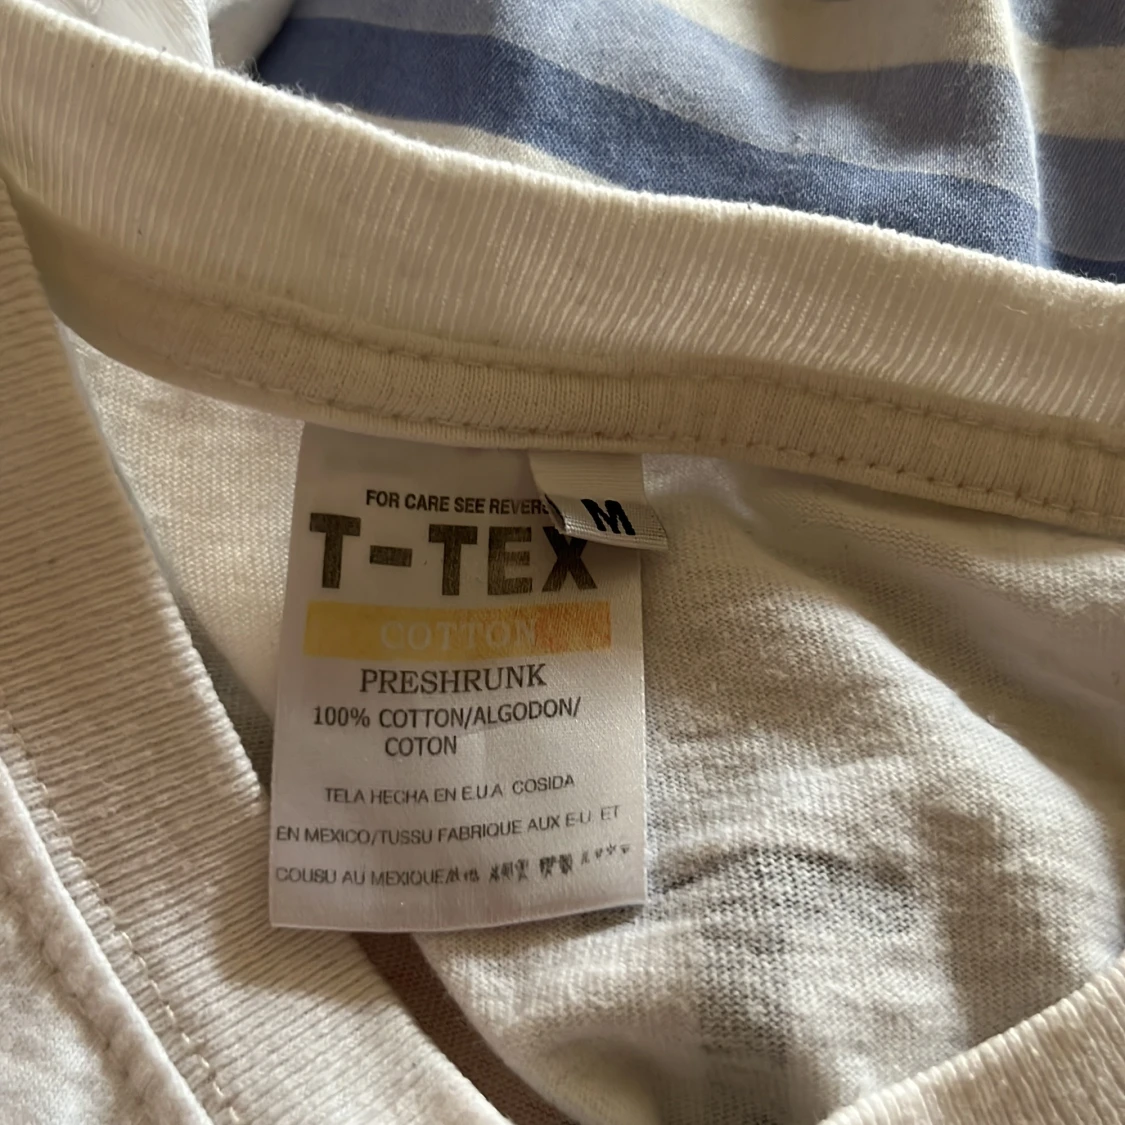 FOR CARE SEE REVERS
M
T-TEX
COTTON
PRESHRUNK
100% COTTON/ALGODON/
COTON
TELA HECHA EN E.U.A COSIDA
EN MEXICO/TUSSU FABRIQUE AUX E-U. ET
COUSU AU MEXIQUE/